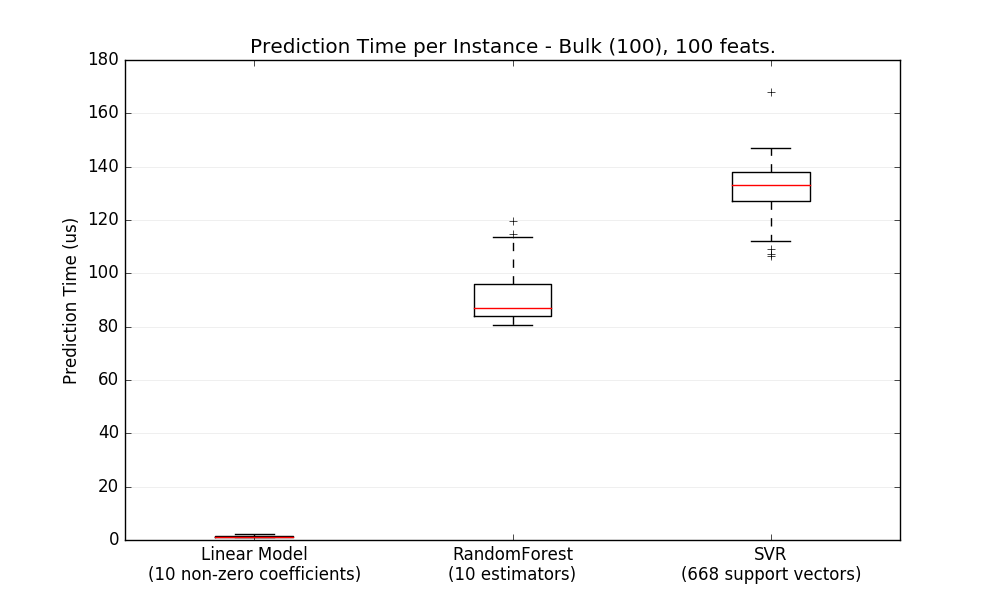 Prediction Time per Instance - Bulk (100), 100 feats.
180
160
140
120
100
80
60
40
20
0
Prediction Time (us)
Linear Model
(10 non-zero coefficients)
RandomForest
(10 estimators)
SVR
(668 support vectors)